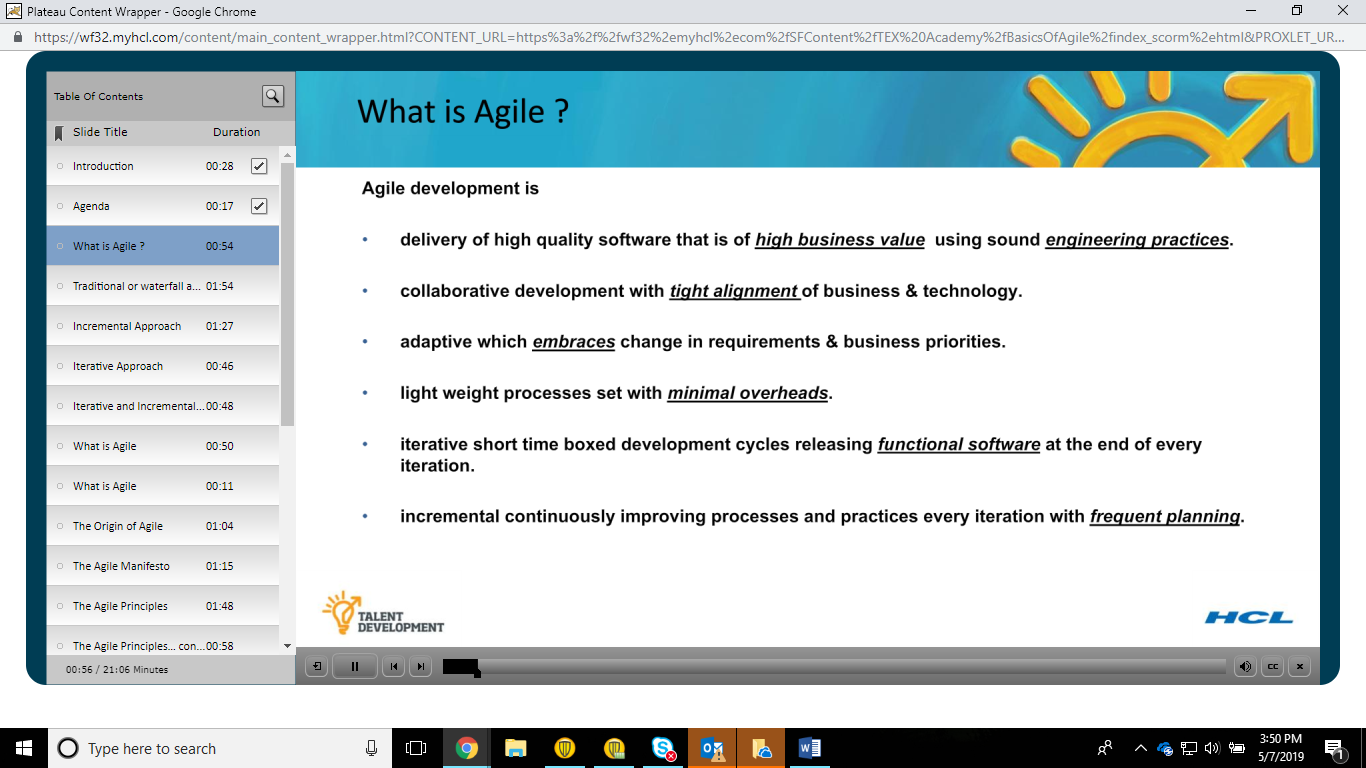 Plateau Content Wrapper - Google Chrome
https://wf32.myhcl.com/content/main_content_wrapper.html?CONTENT_URL=https%3a%2f%2fwf32%2emyhcl%2ecom%2fSFContent%2fTEX%20Academy%2fBasicsOfAgile%2findex_scorm%2ehtml&PROXLET_UR...
Table Of Contents
Slide Title Duration
Introduction 00:28
Agenda 00:17
What is Agile ? 00:54
Traditional or waterfall a... 01:54
Incremental Approach 01:27
Iterative Approach 00:46
Iterative and Incremental... 00:48
What is Agile 00:50
What is Agile 00:11
The Origin of Agile 01:04
The Agile Manifesto 01:15
The Agile Principles 01:48
The Agile Principles... con... 00:58
00:56 / 21:06 Minutes
What is Agile ?
Agile development is
• delivery of high quality software that is of high business value using sound engineering practices.
• collaborative development with tight alignment of business & technology.
• adaptive which embraces change in requirements & business priorities.
• light weight processes set with minimal overheads.
• iterative short time boxed development cycles releasing functional software at the end of every
iteration.
• incremental continuously improving processes and practices every iteration with frequent planning.
TALENT
DEVELOPMENT
HCL
CC
Type here to search
3:50 PM
5/7/2019
1